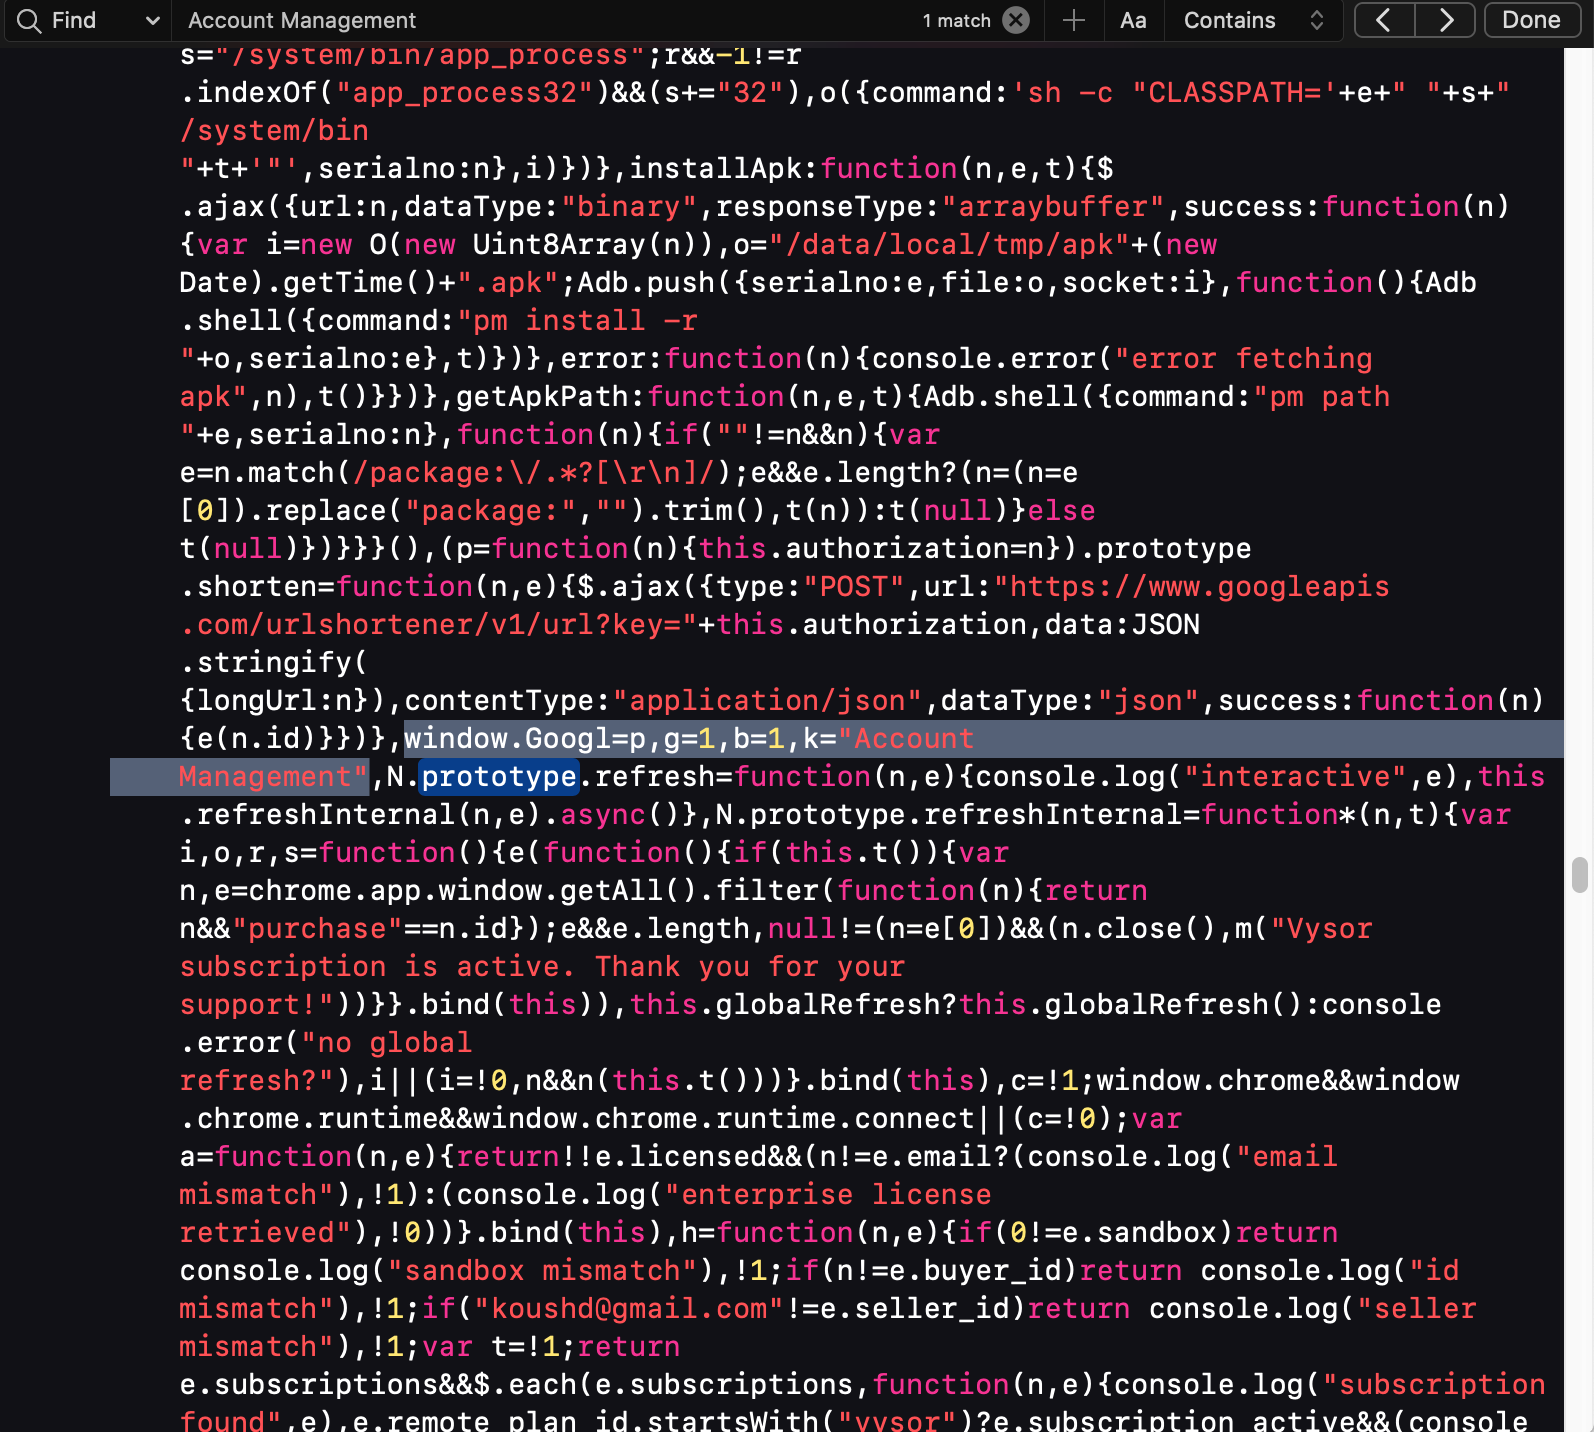 Find Account Management 1 match Aa Contains Done
s="/system/bin/app_process";r&&-1!=r
.indexOf("app_process32")&&(s+="32"),o({command:'sh -c "CLASSPATH='+e+" "+s+"
/system/bin
"+t+'"',serialno:n},i)})},installApk:function(n,e,t){$
.ajax({url:n,dataType:"binary",responseType:"arraybuffer",success:function(n)
{var i=new O(new Uint8Array(n)),o="/data/local/tmp/apk"+(new
Date).getTime()+".apk";Adb.push({serialno:e,file:o,socket:i},function(){Adb
.shell({command:"pm install -r
"+o,serialno:e},t)})},error:function(n){console.error("error fetching
apk",n),t()}})},getApkPath:function(n,e,t){Adb.shell({command:"pm path
"+e,serialno:n},function(n){if(""!=n&&n){var
e=n.match(/package:\/.*?[\r\n]/);e&&e.length?(n=(n=e
[0]).replace("package:","").trim(),t(n)):t(null)}else
t(null)})}}}(),(p=function(n){this.authorization=n}).prototype
.shorten=function(n,e){$.ajax({type:"POST",url:"https://www.googleapis
.com/urlshortener/v1/url?key="+this.authorization,data:JSON
.stringify(
{longUrl:n}),contentType:"application/json",dataType:"json",success:function(n)
{e(n.id)}})},window.Googl=p,g=1,b=1,k="Account
Management",N.prototype.refresh=function(n,e){console.log("interactive",e),this
.refreshInternal(n,e).async()},N.prototype.refreshInternal=function*(n,t){var
i,o,r,s=function(){e(function(){if(this.t()){var
n,e=chrome.app.window.getAll().filter(function(n){return
n&&"purchase"==n.id});e&&e.length,null!=(n=e[0])&&(n.close(),m("Vysor
subscription is active. Thank you for your
support!"))}}.bind(this)),this.globalRefresh?this.globalRefresh():console
.error("no global
refresh?"),i||(i=!0,n&&n(this.t()))}.bind(this),c=!1;window.chrome&&window
.chrome.runtime&&window.chrome.runtime.connect||(c=!0);var
a=function(n,e){return!!e.licensed&&(n!=e.email?(console.log("email
mismatch"),!1):(console.log("enterprise license
retrieved"),!0))}.bind(this),h=function(n,e){if(0!=e.sandbox)return
console.log("sandbox mismatch"),!1;if(n!=e.buyer_id)return console.log("id
mismatch"),!1;if("koushd@gmail.com"!=e.seller_id)return console.log("seller
mismatch"),!1;var t=!1;return
e.subscriptions&&$.each(e.subscriptions,function(n,e){console.log("subscription
found",e),e.remote_plan_id.startsWith("vysor")?e.subscription_active&&(console